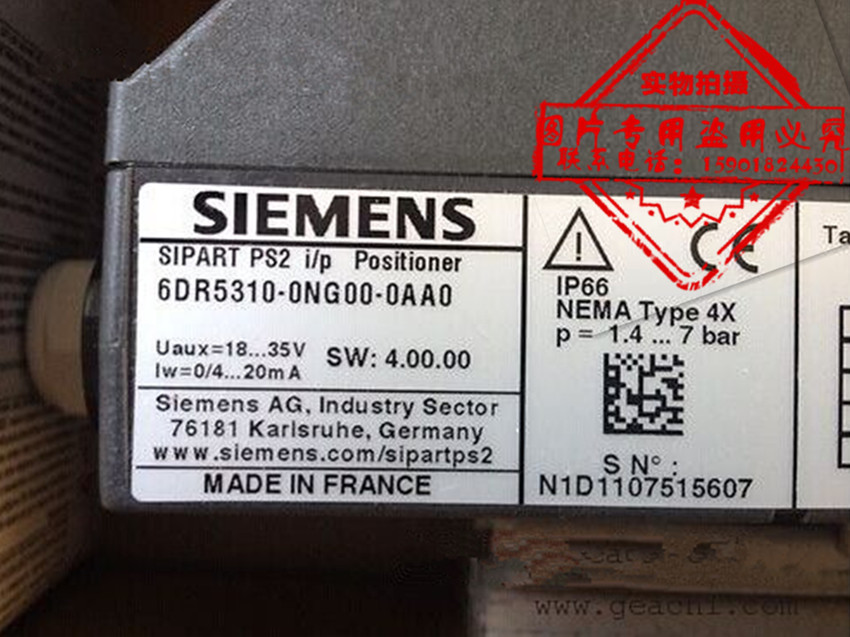 实物拍摄
图片专用盗用必究
联系电话：15901824430
SIEMENS
SIPART PS2 i/p Positioner
6DR5310-0NG00-0AA0
Uaux=18...35V
SW: 4.00.00
Iw=0/4...20mA
Siemens AG, Industry Sector
76181 Karlsruhe, Germany
www.siemens.com/sipartps2
MADE IN FRANCE
CE
IP66
NEMA Type 4X
p = 1.4 ... 7 bar
S N° :
N1D1107515607
Ta
www.geach1.com